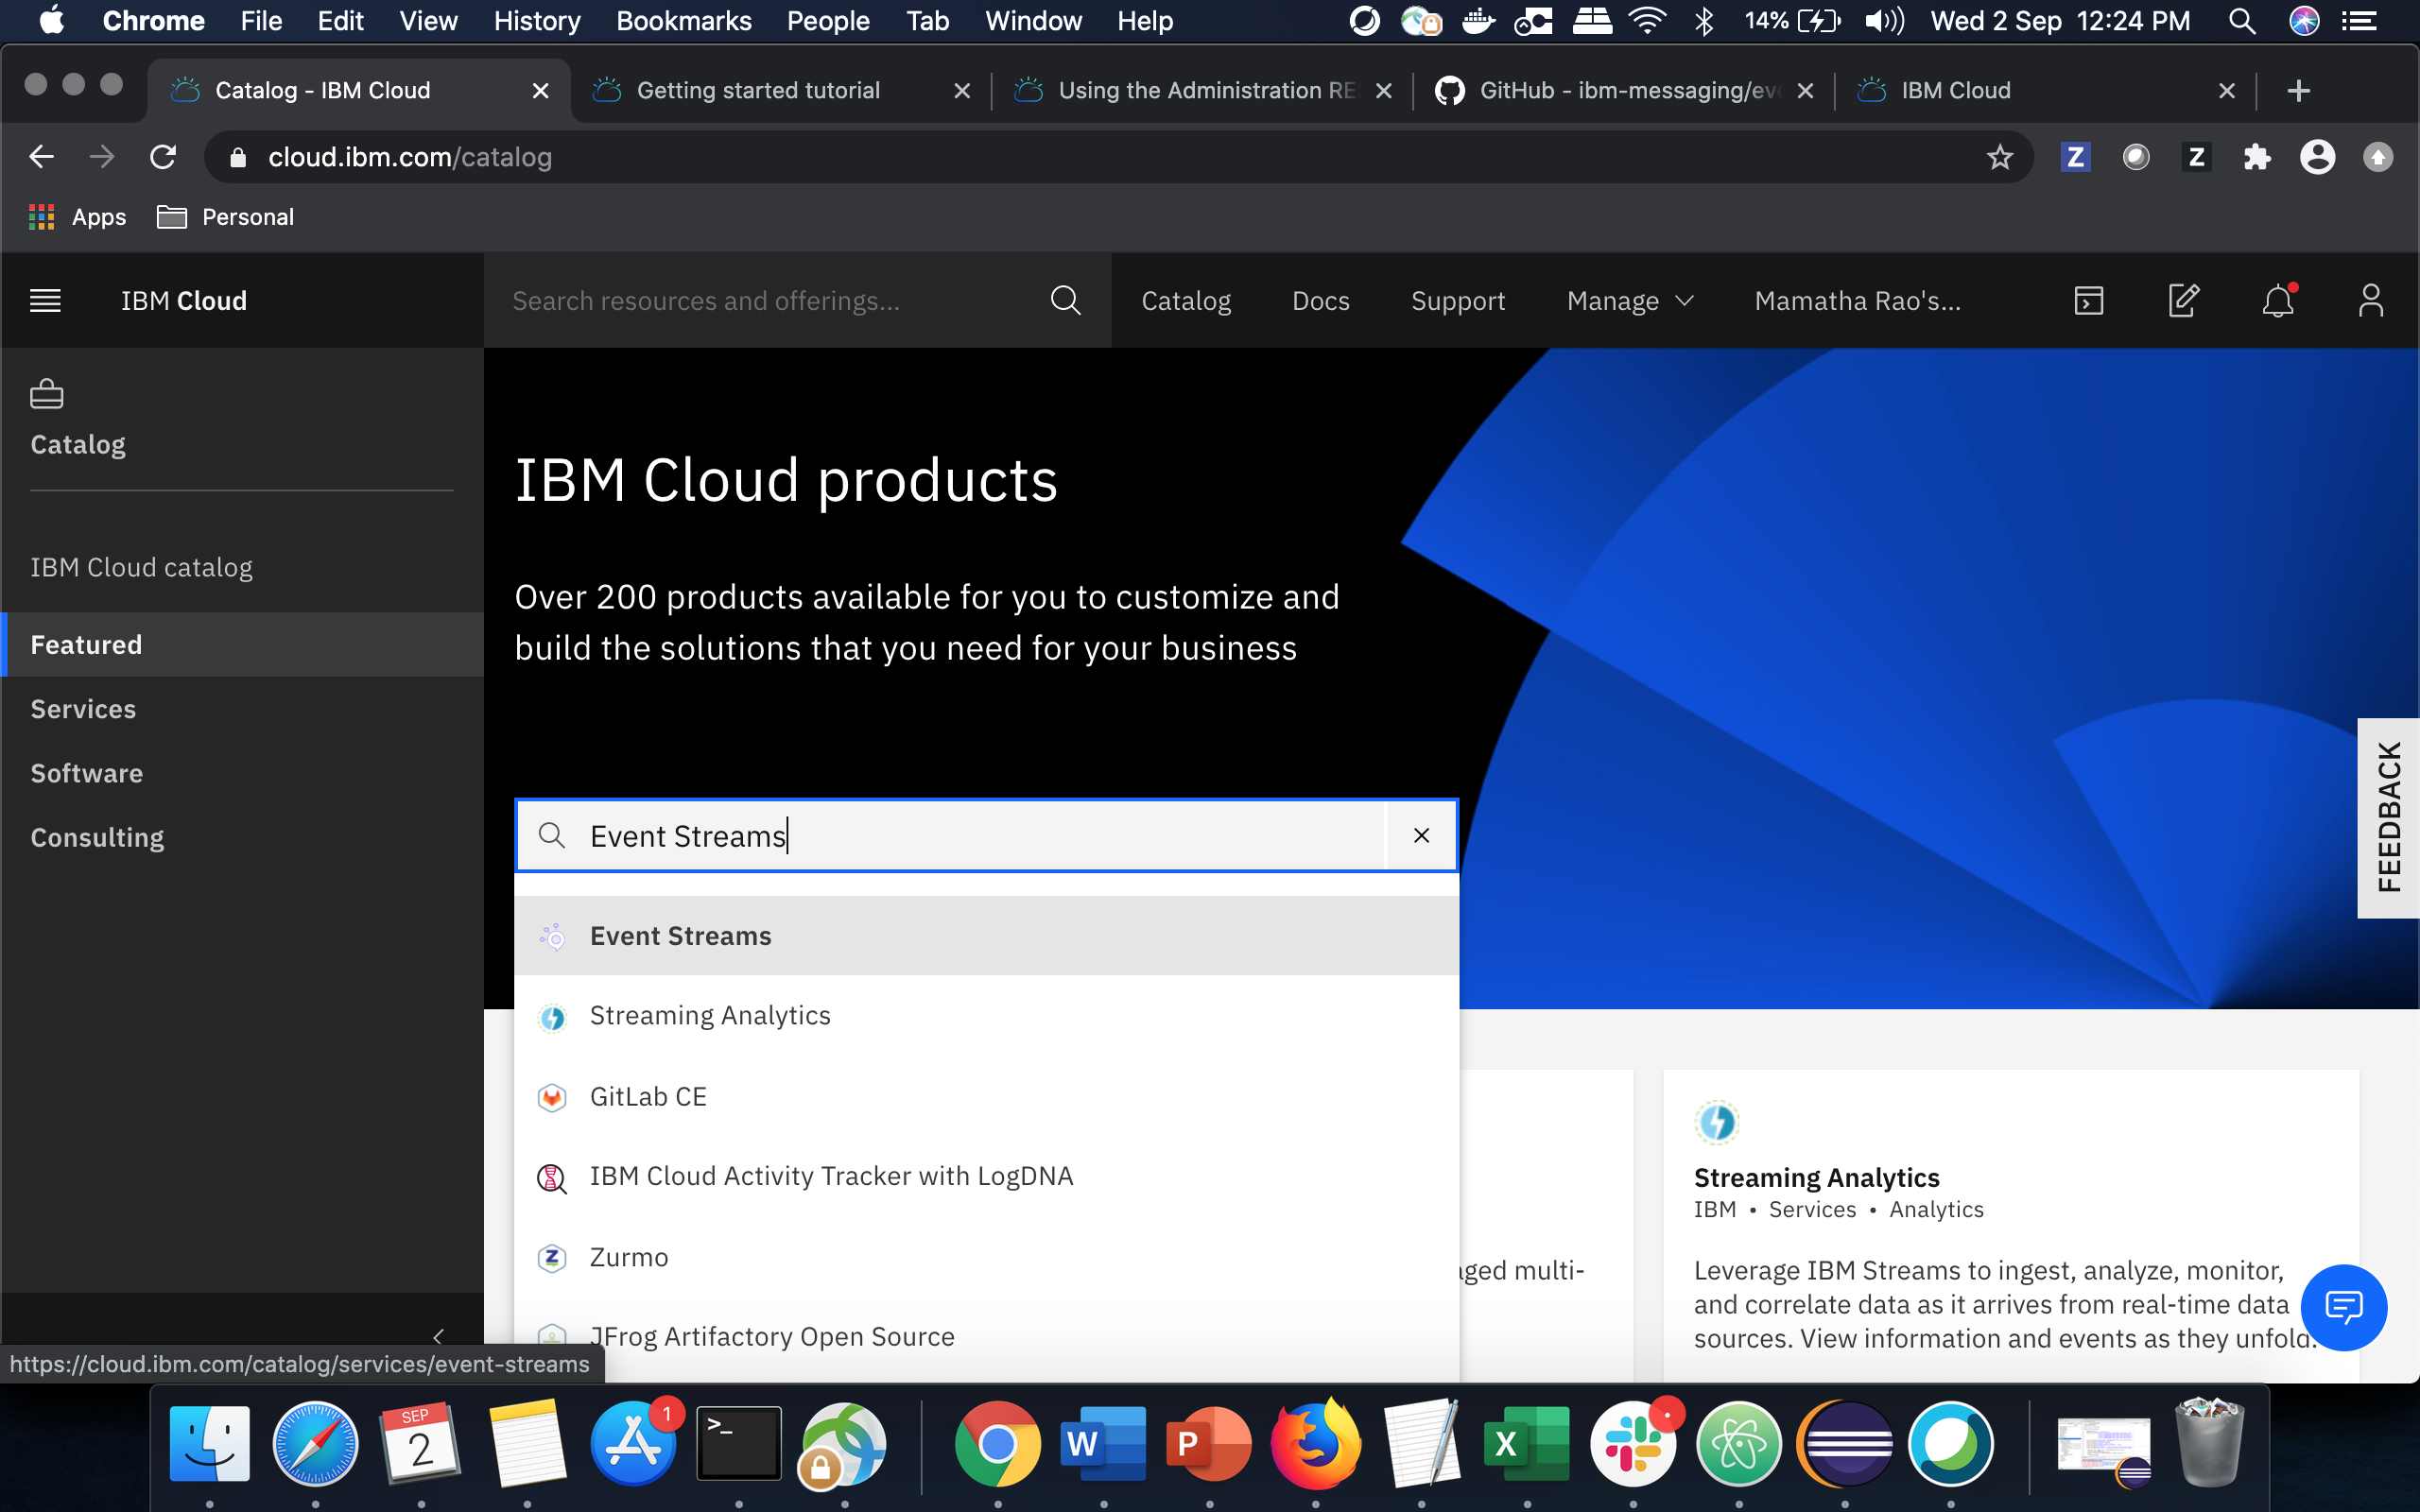 Chrome File Edit View History Bookmarks People Tab Window Help 14% Wed 2 Sep 12:24 PM
Catalog - IBM Cloud Getting started tutorial Using the Administration RE GitHub - ibm-messaging/eve IBM Cloud
cloud.ibm.com/catalog Z Z
Apps Personal
IBM Cloud Search resources and offerings... Catalog Docs Support Manage Mamatha Rao's...
Catalog
IBM Cloud catalog
Featured
Services
Software
Consulting
IBM Cloud products
Over 200 products available for you to customize and
build the solutions that you need for your business
Event Streams
Event Streams
Streaming Analytics
GitLab CE
IBM Cloud Activity Tracker with LogDNA
Zurmo
JFrog Artifactory Open Source
FEEDBACK
aged multi-
Streaming Analytics
IBM • Services • Analytics
Leverage IBM Streams to ingest, analyze, monitor,
and correlate data as it arrives from real-time data
sources. View information and events as they unfold.
https://cloud.ibm.com/catalog/services/event-streams
SEP
2
1
>_
W
P
X